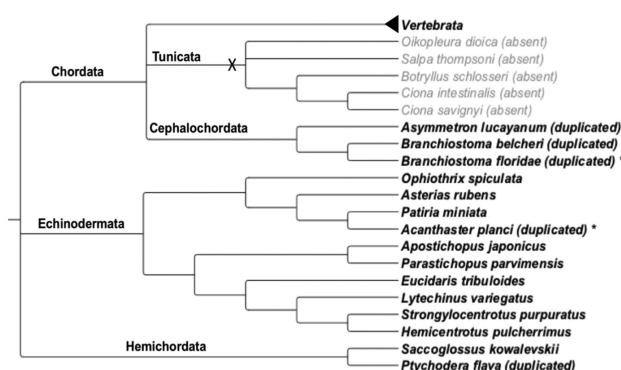 Vertebrata
Oikopleura dioica (absent)
Tunicata
X
Salpa thompsoni (absent)
Chordata
Botryllus schlosseri (absent)
Ciona intestinalis (absent)
Ciona savignyi (absent)
Cephalochordata
Asymmetron lucayanum (duplicated)
Branchiostoma belcheri (duplicated)
Branchiostoma floridae (duplicated) *
Ophiothrix spiculata
Asterias rubens
Patiria miniata
Echinodermata
Acanthaster planci (duplicated) *
Apostichopus japonicus
Parastichopus parvimensis
Eucidaris tribuloides
Lytechinus variegatus
Strongylocentrotus purpuratus
Hemicentrotus pulcherrimus
Hemichordata
Saccoglossus kowalevskii
Ptychodera flava (duplicated)